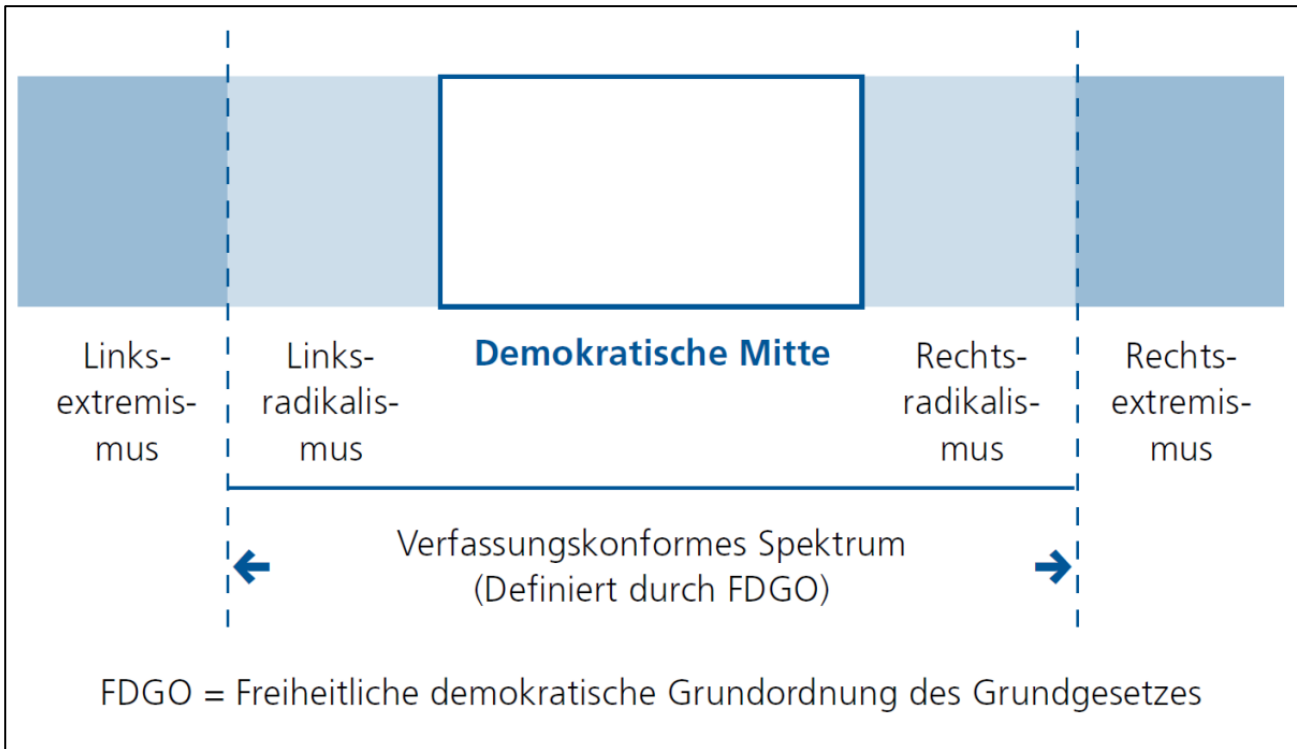 Links-
extremis-
mus
Links-
radikalis-
mus
Demokratische Mitte
Rechts-
radikalis-
mus
Rechts-
extremis-
mus
Verfassungskonformes Spektrum
(Definiert durch FDGO)
FDGO = Freiheitliche demokratische Grundordnung des Grundgesetzes